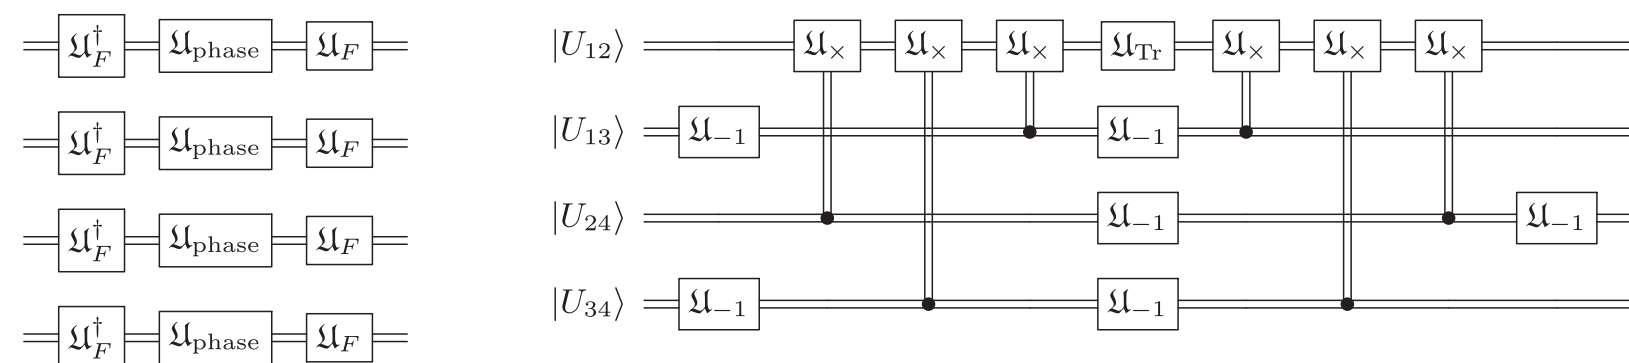 𝔘_F^† 𝔘_phase 𝔘_F
𝔘_F^† 𝔘_phase 𝔘_F
𝔘_F^† 𝔘_phase 𝔘_F
𝔘_F^† 𝔘_phase 𝔘_F
|U_12⟩ 𝔘_× 𝔘_× 𝔘_× 𝔘_Tr 𝔘_× 𝔘_× 𝔘_×
|U_13⟩ 𝔘_−1 𝔘_−1
|U_24⟩ 𝔘_−1 𝔘_−1
|U_34⟩ 𝔘_−1 𝔘_−1